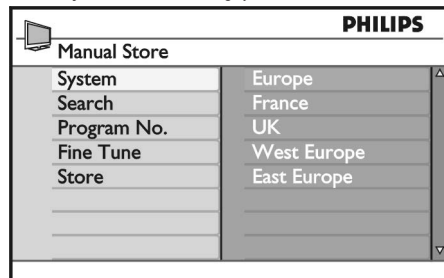 PHILIPS
Manual Store
System
Search
Program No.
Fine Tune
Store
Europe
France
UK
West Europe
East Europe